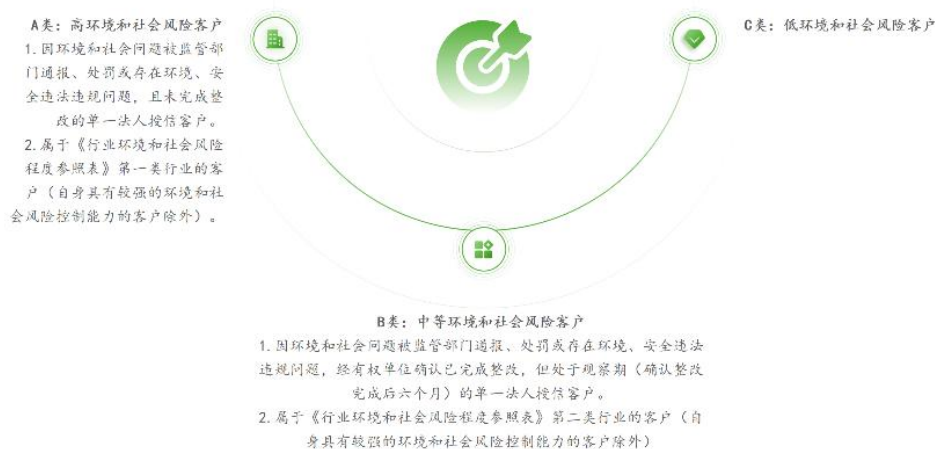 A类：高环境和社会风险客户
1.因环境和社会问题被监管部
门通报、处罚或存在环境、安
全违法违规问题，且未完成整
改的单一法人授信客户。
2.属于《行业环境和社会风险
程度参照表》第一类行业的客
户（自身具有较强的环境和社
会风险控制能力的客户除外）。
C类：低环境和社会风险客户
B类：中等环境和社会风险客户
1.因环境和社会问题被监管部门通报、处罚或存在环境、安全违法
违规问题，经有权单位确认已完成整改，但处于观察期（确认整改
完成后六个月）的单一法人授信客户。
2.属于《行业环境和社会风险程度参照表》第二类行业的客户（自
身具有较强的环境和社会风险控制能力的客户除外）